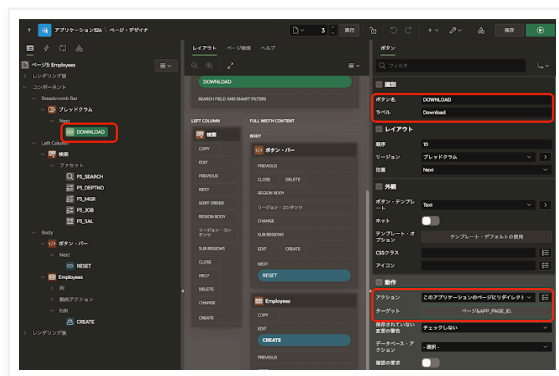 アプリケーション326 \ ページ・デザイナ
3
実行
保存
ページ3: Employees
レンダリング前
コンポーネント
Breadcrumb Bar
ブレッドクラム
Next
DOWNLOAD
Left Column
検索
ファセット
P3_SEARCH
P3_DEPTNO
P3_MGR
P3_JOB
P3_SAL
Body
ボタン・バー
Next
RESET
Employees
列
動的アクション
Edit
CREATE
レンダリング後
レイアウト
ページ検索
ヘルプ
DOWNLOAD
SEARCH FIELD AND SMART FILTERS
LEFT COLUMN
検索
COPY
EDIT
PREVIOUS
NEXT
SORT ORDER
REGION BODY
リージョン・コンテンツ
SUB REGIONS
CLOSE
HELP
DELETE
CHANGE
CREATE
FULL WIDTH CONTENT
BODY
ボタン・バー
PREVIOUS
CLOSE DELETE
REGION BODY
リージョン・コンテンツ
CHANGE
SUB REGIONS
EDIT CREATE
NEXT
RESET
Employees
COPY
EDIT
CREATE
PREVIOUS
ボタン
フィルタ
識別
ボタン名 DOWNLOAD
ラベル Download
レイアウト
順序 10
リージョン ブレッドクラム
位置 Next
外観
ボタン・テンプレート Text
ホット
テンプレート・オプション テンプレート・デフォルトの使用
CSSクラス
アイコン
動作
アクション このアプリケーションのページにリダイレクト
ターゲット ページ&APP_PAGE_ID.
保存されていない変更の警告 チェックしない
データベース・アクション - 選択 -
確認の要求